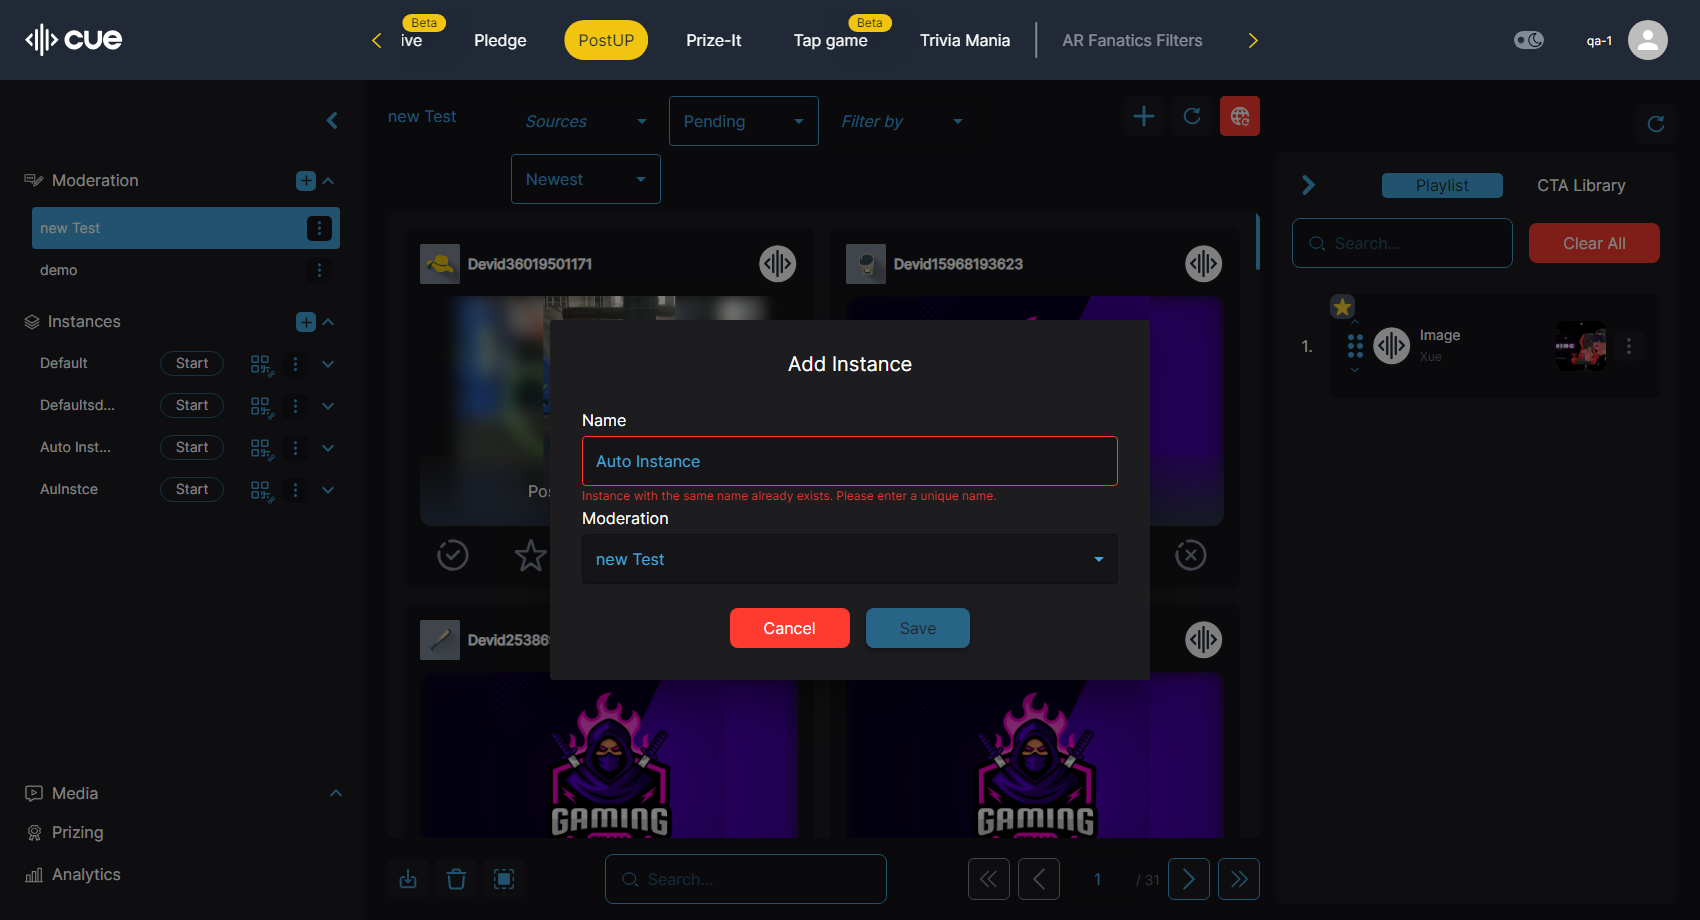 cue
Beta
ive
Pledge
PostUP
Prize-It
Beta
Tap game
Trivia Mania
AR Fanatics Filters
qa-1
Moderation
new Test
demo
Instances
Default
Start
Defaultsd...
Start
Auto Inst...
Start
AuInstce
Start
Media
Prizing
Analytics
new Test
Sources
Pending
Filter by
Newest
Devid36019501171
Devid15968193623
Pos
Devid25386
GAMING
GAMING
Add Instance
Name
Auto Instance
Instance with the same name already exists. Please enter a unique name.
Moderation
new Test
Cancel
Save
Search...
1
/ 31
Playlist
CTA Library
Search...
Clear All
1.
Image
Xue